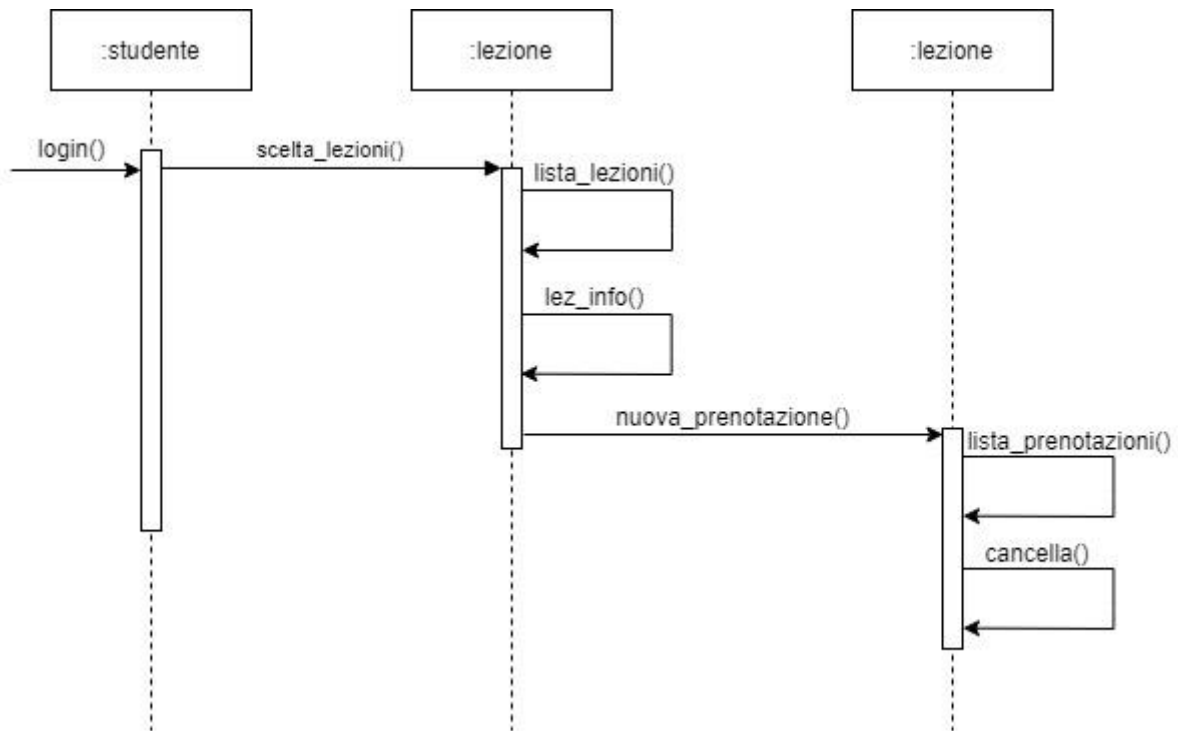 :studente
:lezione
:lezione
login()
scelta_lezioni()
lista_lezioni()
lez_info()
nuova_prenotazione()
lista_prenotazioni()
cancella()